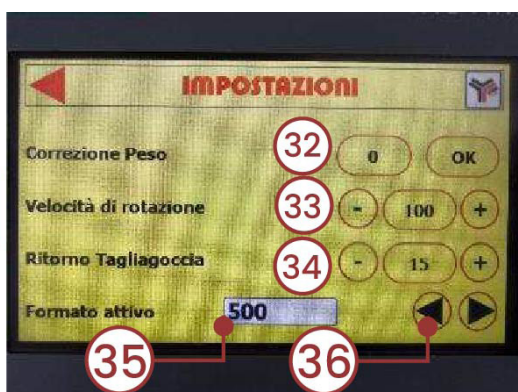 IMPOSTAZIONI
Correzione Peso 32 0 OK
Velocità di rotazione 33 - 100 +
Ritorno Tagliagoccia 34 - 15 +
Formato attivo 500
35 36